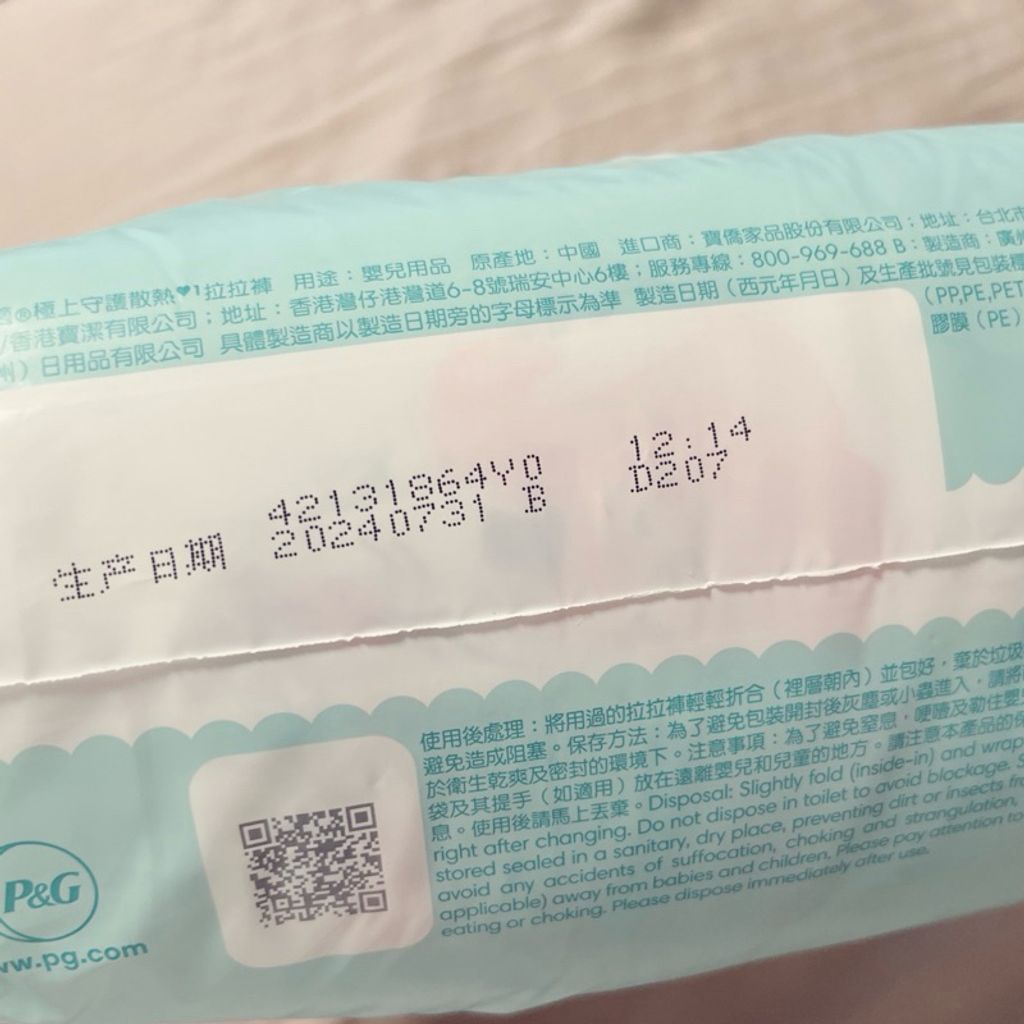 ®極上守護散熱♥¹拉拉褲 用途：嬰兒用品 原產地：中國 進口商：寶僑家品股份有限公司；地址：台北市
/香港寶潔有限公司；地址：香港灣仔港灣道6-8號瑞安中心6樓；服務專線：800-969-688 B：製造商：廣州
州）日用品有限公司 具體製造商以製造日期旁的字母標示為準 製造日期（西元年月日）及生產批號見包裝標
(PP,PE,PET
膠膜（PE）
42131864Y0 12:14
生产日期 20240731 B D207
使用後處理：將用過的拉拉褲輕輕折合（裡層朝內）並包好，棄於垃圾
避免造成阻塞。保存方法：為了避免包裝開封後灰塵或小蟲進入，請將
於衛生乾爽及密封的環境下。注意事項：為了避免窒息，哽噎及勒住嬰
袋及其提手（如適用）放在遠離嬰兒和兒童的地方。請注意本產品的保
息。使用後請馬上丟棄。Disposal: Slightly fold (inside-in) and wrap
right after changing. Do not dispose in toilet to avoid blockage. S
stored sealed in a sanitary, dry place, preventing dirt or insects fr
avoid any accidents of suffocation, choking and strangulation,
applicable) away from babies and children. Please pay attention to
eating or choking. Please dispose immediately after use.
P&G
ww.pg.com